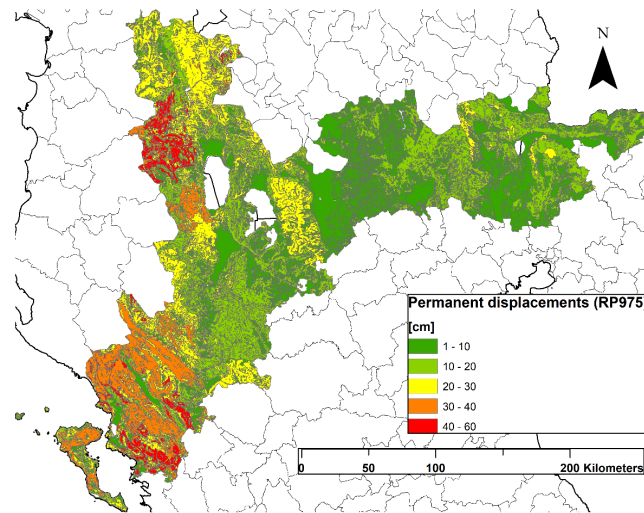 N
Permanent displacements (RP975
[cm]
1 - 10
10 - 20
20 - 30
30 - 40
40 - 60
0 50 100 200 Kilometers